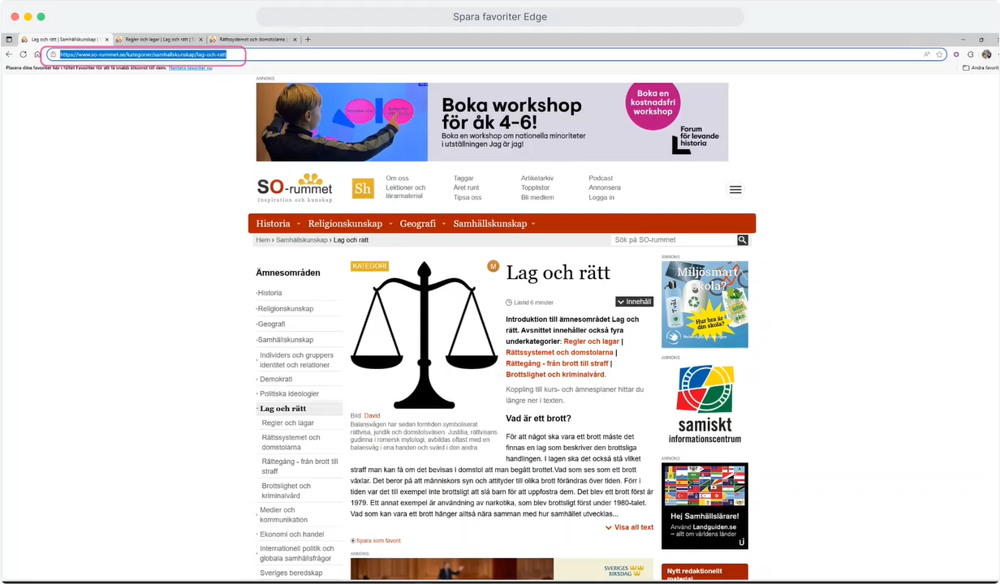 Spara favoriter Edge
Lag och rätt | Samhällskunskap |
Regler och lagar | Lag och rätt | S
Rättssystemet och domstolarna |
https://www.so-rummet.se/kategorier/samhallskunskap/lag-och-ratt
Placera dina favoriter här i fältet Favoriter för att få snabb åtkomst till dem. Hantera favoriter nu
Andra favorit
ANNONS
Boka workshop
för åk 4-6!
Boka en workshop om nationella minoriteter
i utställningen Jag är jag!
Boka en
kostnadsfri
workshop
Forum
för levande
historia
SO-rummet
Inspiration och kunskap
Sh
Om oss
Lektioner och
lärarmaterial
Taggar
Året runt
Tipsa oss
Artikelarkiv
Topplistor
Bli medlem
Podcast
Annonsera
Logga in
Historia
Religionskunskap
Geografi
Samhällskunskap
Hem › Samhällskunskap › Lag och rätt
Sök på SO-rummet
Ämnesområden
Historia
Religionskunskap
Geografi
Samhällskunskap
Individers och gruppers
identitet och relationer
Demokrati
Politiska ideologier
Lag och rätt
Regler och lagar
Rättssystemet och
domstolarna
Rättegång - från brott till
straff
Brottslighet och
kriminalvård
Medier och
kommunikation
Ekonomi och handel
Internationell politik och
globala samhällsfrågor
Sveriges beredskap
KATEGORI
M
Bild: David
Balansvågen har sedan forntiden symboliserat
rättvisa, juridik och domstolsväsen. Justitia, rättvisans
gudinna i romersk mytologi, avbildas oftast med en
balansvåg i ena handen och svärd i den andra.
Lag och rätt
Lästid 6 minuter
Innehåll
Introduktion till ämnesområdet Lag och
rätt. Avsnittet innehåller också fyra
underkategorier: Regler och lagar |
Rättssystemet och domstolarna |
Rättegång - från brott till straff |
Brottslighet och kriminalvård.
Koppling till kurs- och ämnesplaner hittar du
längre ner i texten.
Vad är ett brott?
För att något ska vara ett brott måste det
finnas en lag som beskriver den brottsliga
handlingen. I lagen ska det också stå vilket
straff man kan få om det bevisas i domstol att man begått brottet.Vad som ses som ett brott
växlar. Det beror på att människors syn och attityder till olika brott förändras över tiden. Förr i
tiden var det till exempel inte brottsligt att slå barn för att uppfostra dem. Det blev ett brott först år
1979. Ett annat exempel är användning av narkotika, som blev brottsligt först under 1980-talet.
Vad som kan vara ett brott hänger alltså nära samman med hur samhället utvecklas...
Visa all text
Spara som favorit
ANNONS
SVERIGES
RIKSDAG
ANNONS
Miljösmart
skola?
Tvål
eko
Hur bra är
din skola?
ANNONS
samiskt
informationscentrum
ANNONS
Hej Samhällslärare!
Använd Landguiden.se
– allt om världens länder
Nytt redaktionellt
material